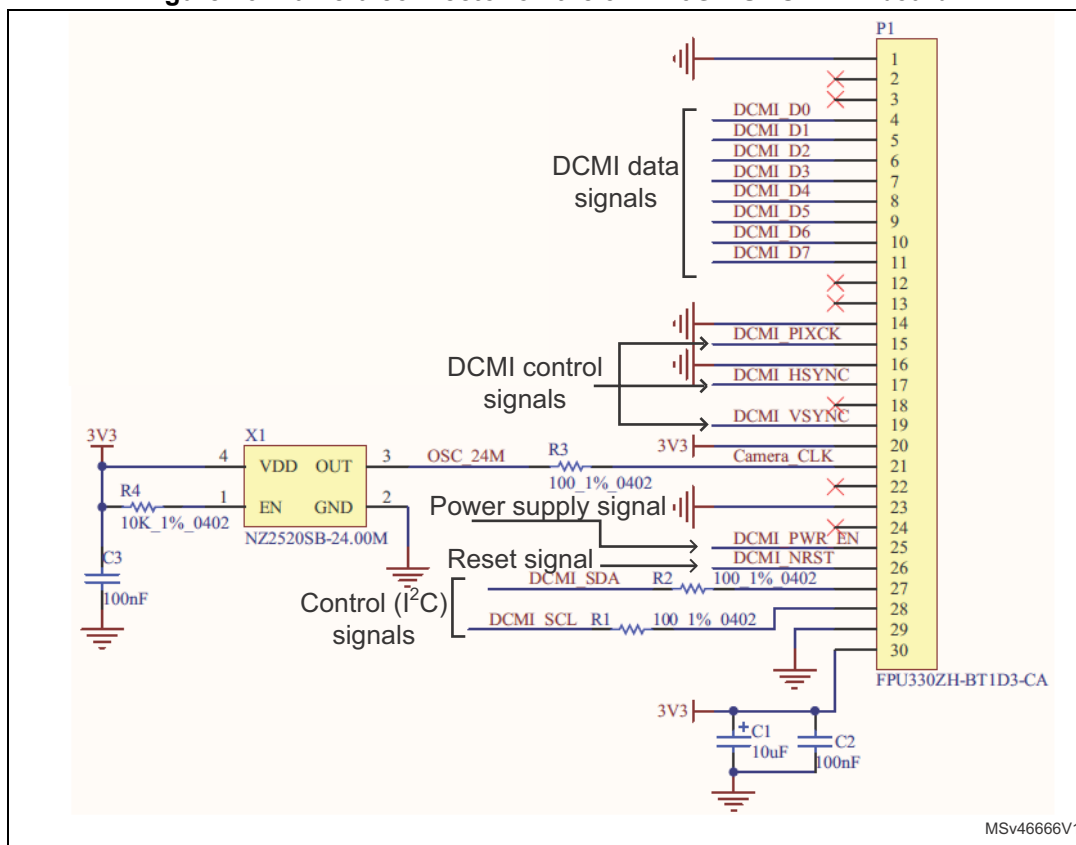 P1
1
2
3
DCMI_D0 4
DCMI_D1 5
DCMI_D2 6
DCMI_D3 7
DCMI_D4 8
DCMI_D5 9
DCMI_D6 10
DCMI_D7 11
DCMI data
signals
12
13
14
DCMI_PIXCK 15
16
DCMI_HSYNC 17
18
DCMI_VSYNC 19
DCMI control
signals
3V3 20
Camera_CLK 21
22
23
24
DCMI_PWR_EN 25
DCMI_NRST 26
27
28
29
30
FPU330ZH-BT1D3-CA
3V3
X1
4 VDD OUT 3
OSC_24M
R3
100_1%_0402
R4
10K_1%_0402
1 EN GND 2
NZ2520SB-24.00M
C3
100nF
Power supply signal
Reset signal
DCMI_SDA R2 100_1%_0402
Control (I²C)
signals
DCMI_SCL R1 100_1%_0402
3V3
+ C1
10uF
C2
100nF
MSv46666V1